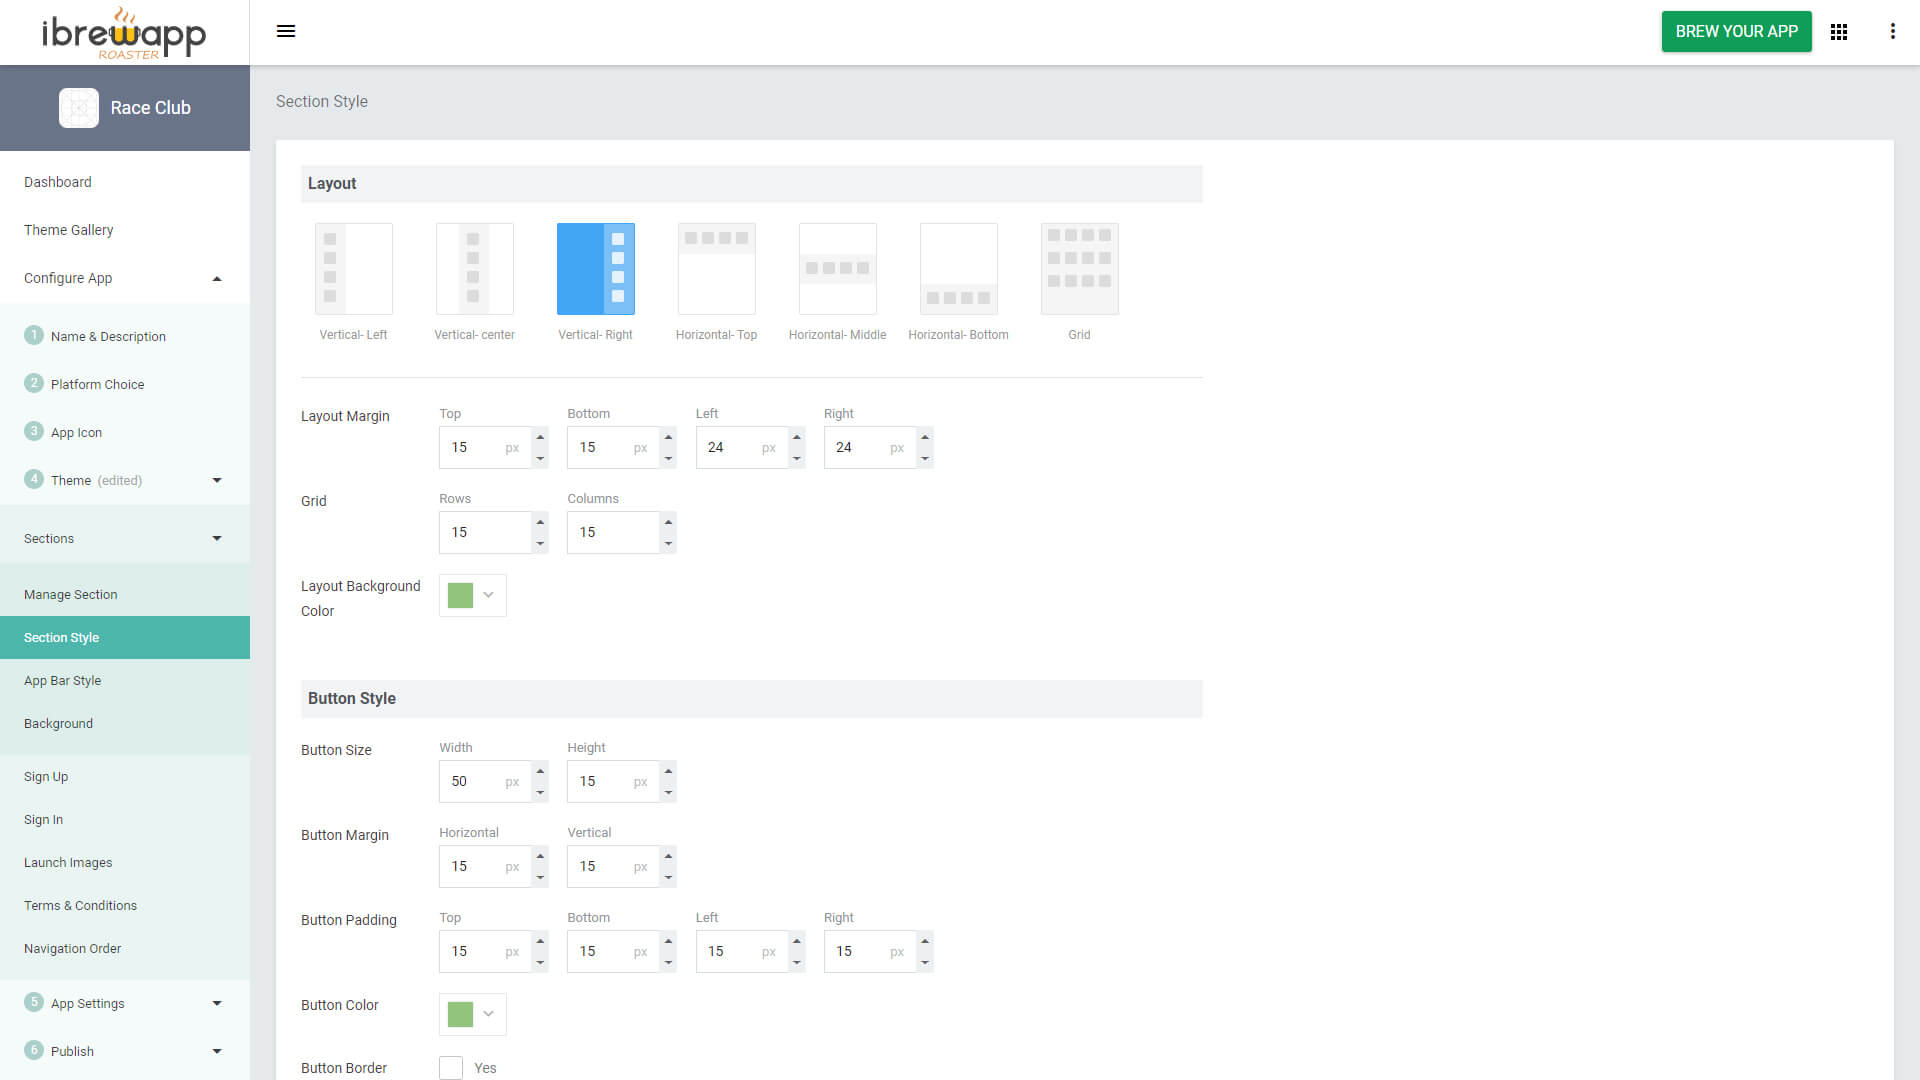 ibrewapp
ROASTER
BREW YOUR APP
Race Club
Dashboard
Theme Gallery
Configure App
1 Name & Description
2 Platform Choice
3 App Icon
4 Theme (edited)
Sections
Manage Section
Section Style
App Bar Style
Background
Sign Up
Sign In
Launch Images
Terms & Conditions
Navigation Order
5 App Settings
6 Publish
Section Style
Layout
Vertical- Left Vertical- center Vertical- Right Horizontal- Top Horizontal- Middle Horizontal- Bottom Grid
Layout Margin
Top Bottom Left Right
15 px 15 px 24 px 24 px
Grid
Rows Columns
15 15
Layout Background
Color
Button Style
Button Size
Width Height
50 px 15 px
Button Margin
Horizontal Vertical
15 px 15 px
Button Padding
Top Bottom Left Right
15 px 15 px 15 px 15 px
Button Color
Button Border Yes